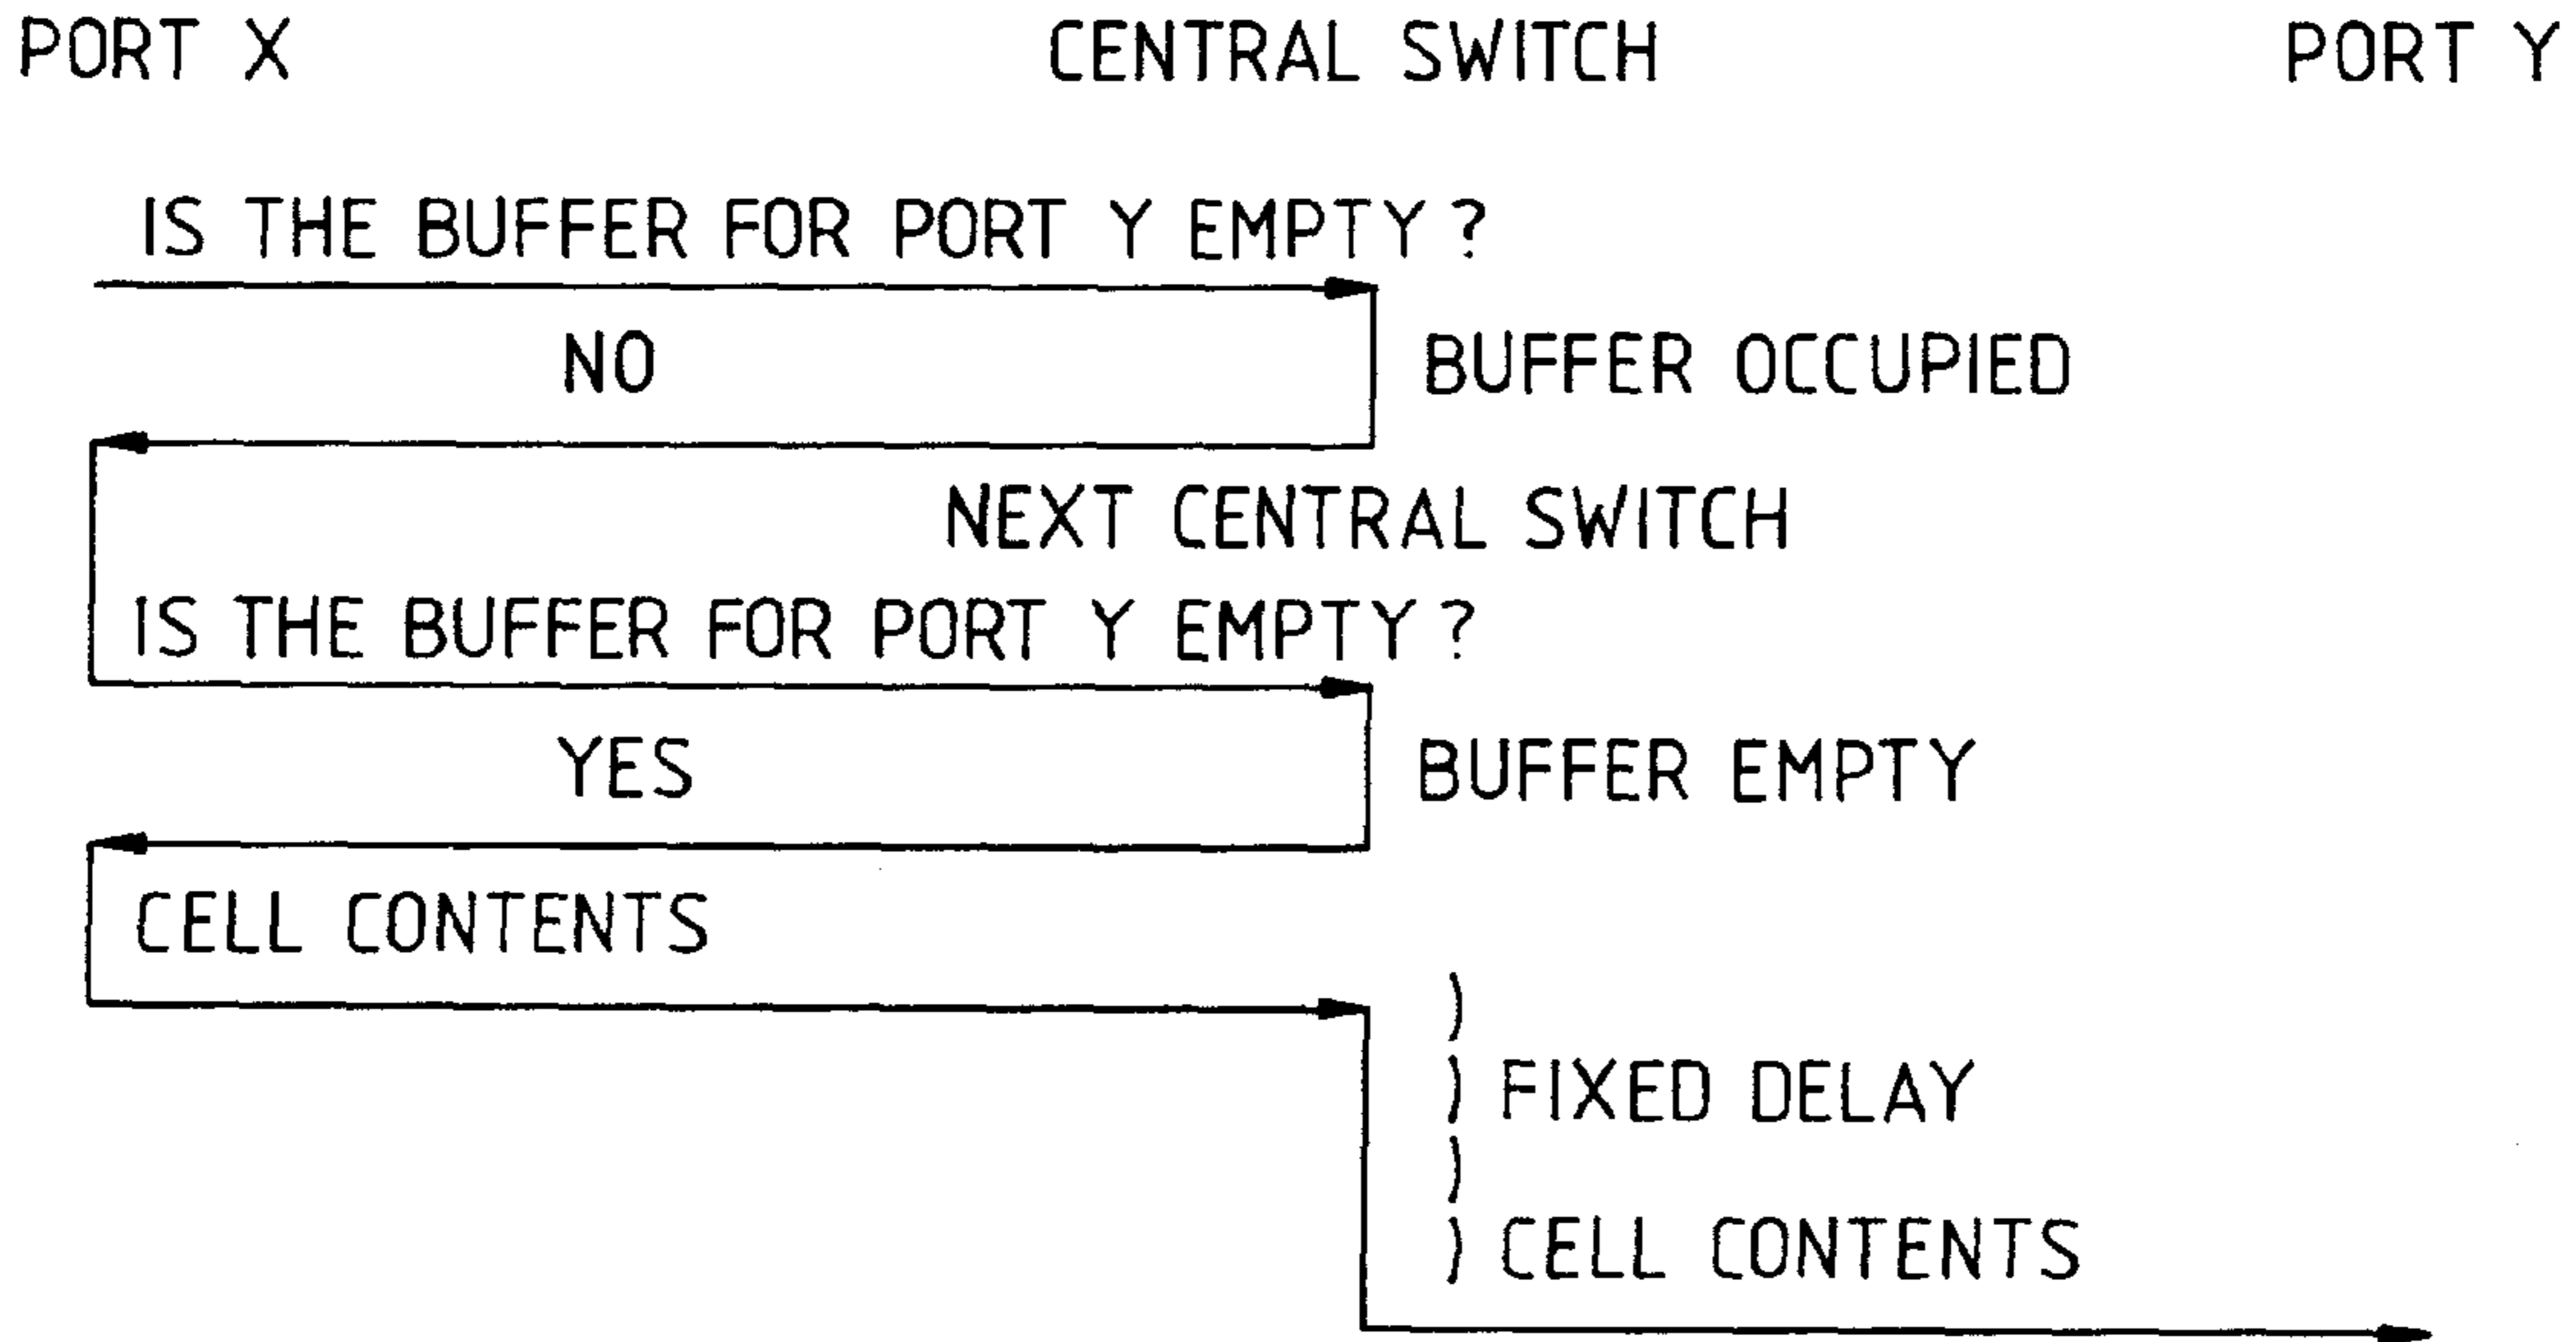 PORT X CENTRAL SWITCH PORT Y
IS THE BUFFER FOR PORT Y EMPTY?
NO BUFFER OCCUPIED
NEXT CENTRAL SWITCH
IS THE BUFFER FOR PORT Y EMPTY?
YES BUFFER EMPTY
CELL CONTENTS
)
) FIXED DELAY
)
) CELL CONTENTS